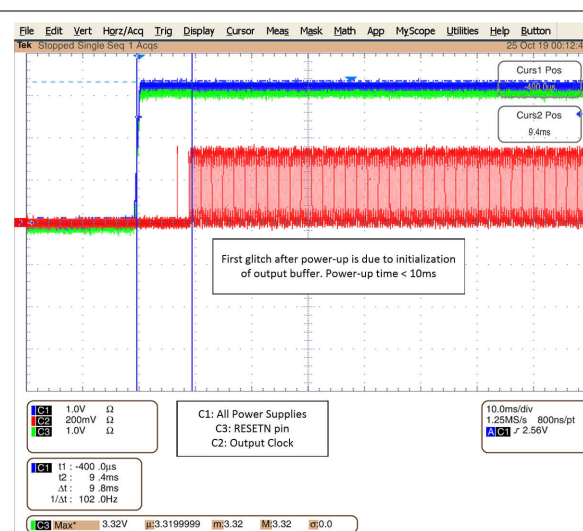 File Edit Vert Horz/Acq Trig Display Cursor Meas Mask Math App MyScope Utilities Help Button
Tek Stopped Single Seq 1 Acqs 25 Oct 19 00:12:4
Curs1 Pos
-400.0µs
Curs2 Pos
9.4ms
First glitch after power-up is due to initialization
of output buffer. Power-up time < 10ms
C1 1.0V Ω
C2 200mV Ω
C3 1.0V Ω
C1: All Power Supplies
C3: RESETN pin
C2: Output Clock
10.0ms/div
1.25MS/s 800ns/pt
A C1 ⌠ 2.56V
C1 t1 : -400 .0µs
t2 : 9 .4ms
Δt : 9 .8ms
1/Δt : 102 .0Hz
C3 Max* 3.32V µ:3.3199999 m:3.32 M:3.32 σ:0.0